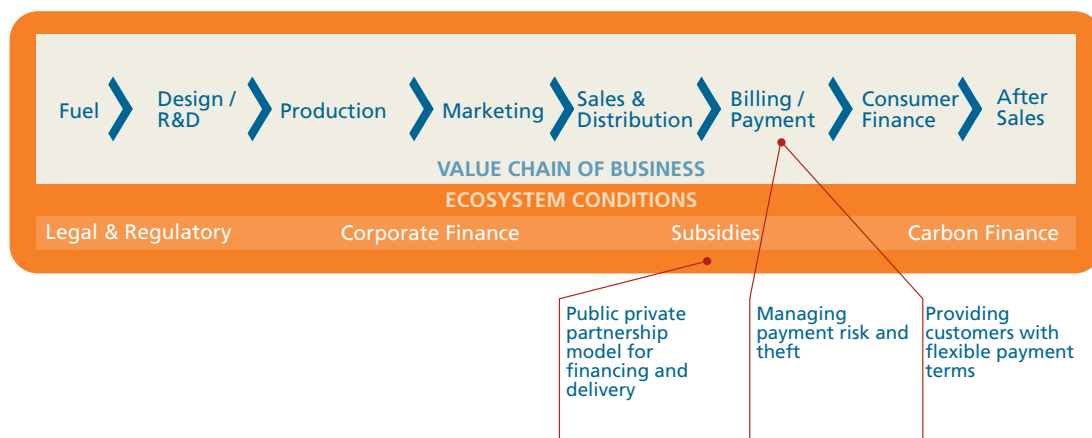 Fuel
Design /
R&D
Production
Marketing
Sales &
Distribution
Billing /
Payment
Consumer
Finance
After
Sales
VALUE CHAIN OF BUSINESS
ECOSYSTEM CONDITIONS
Legal & Regulatory
Corporate Finance
Subsidies
Carbon Finance
Public private
partnership
model for
financing and
delivery
Managing
payment risk and
theft
Providing
customers with
flexible payment
terms